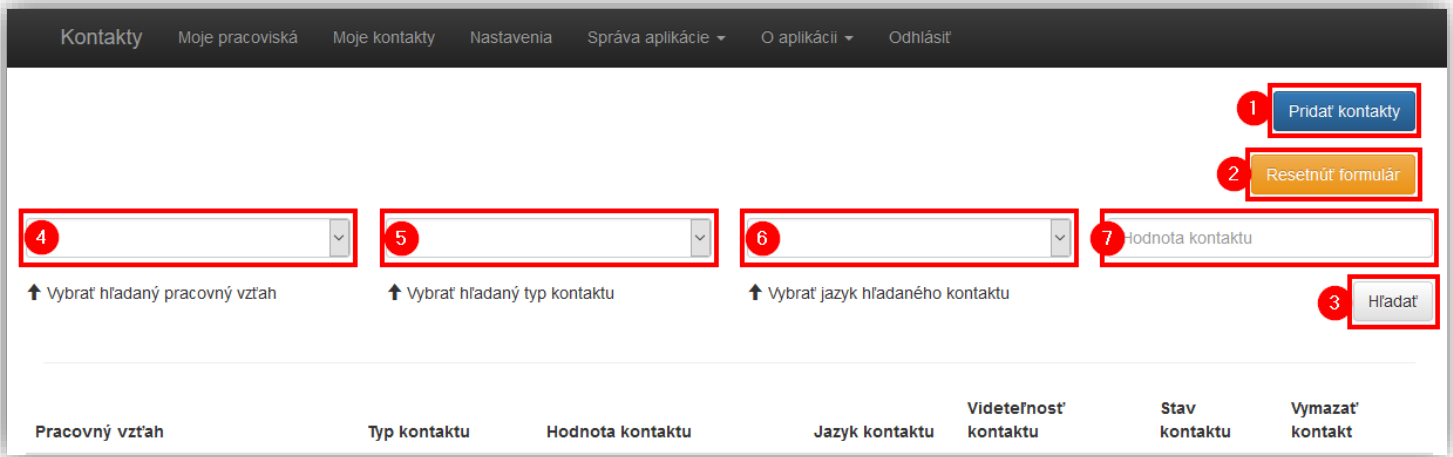 Kontakty Moje pracoviská Moje kontakty Nastavenia Správa aplikácie O aplikácii Odhlásiť
1 Pridať kontakty
2 Resetnúť formulár
4 5 6 7 Hodnota kontaktu
Vybrať hľadaný pracovný vzťah Vybrať hľadaný typ kontaktu Vybrať jazyk hľadaného kontaktu
3 Hľadať
Pracovný vzťah Typ kontaktu Hodnota kontaktu Jazyk kontaktu Videteľnosť kontaktu Stav kontaktu Vymazať kontakt